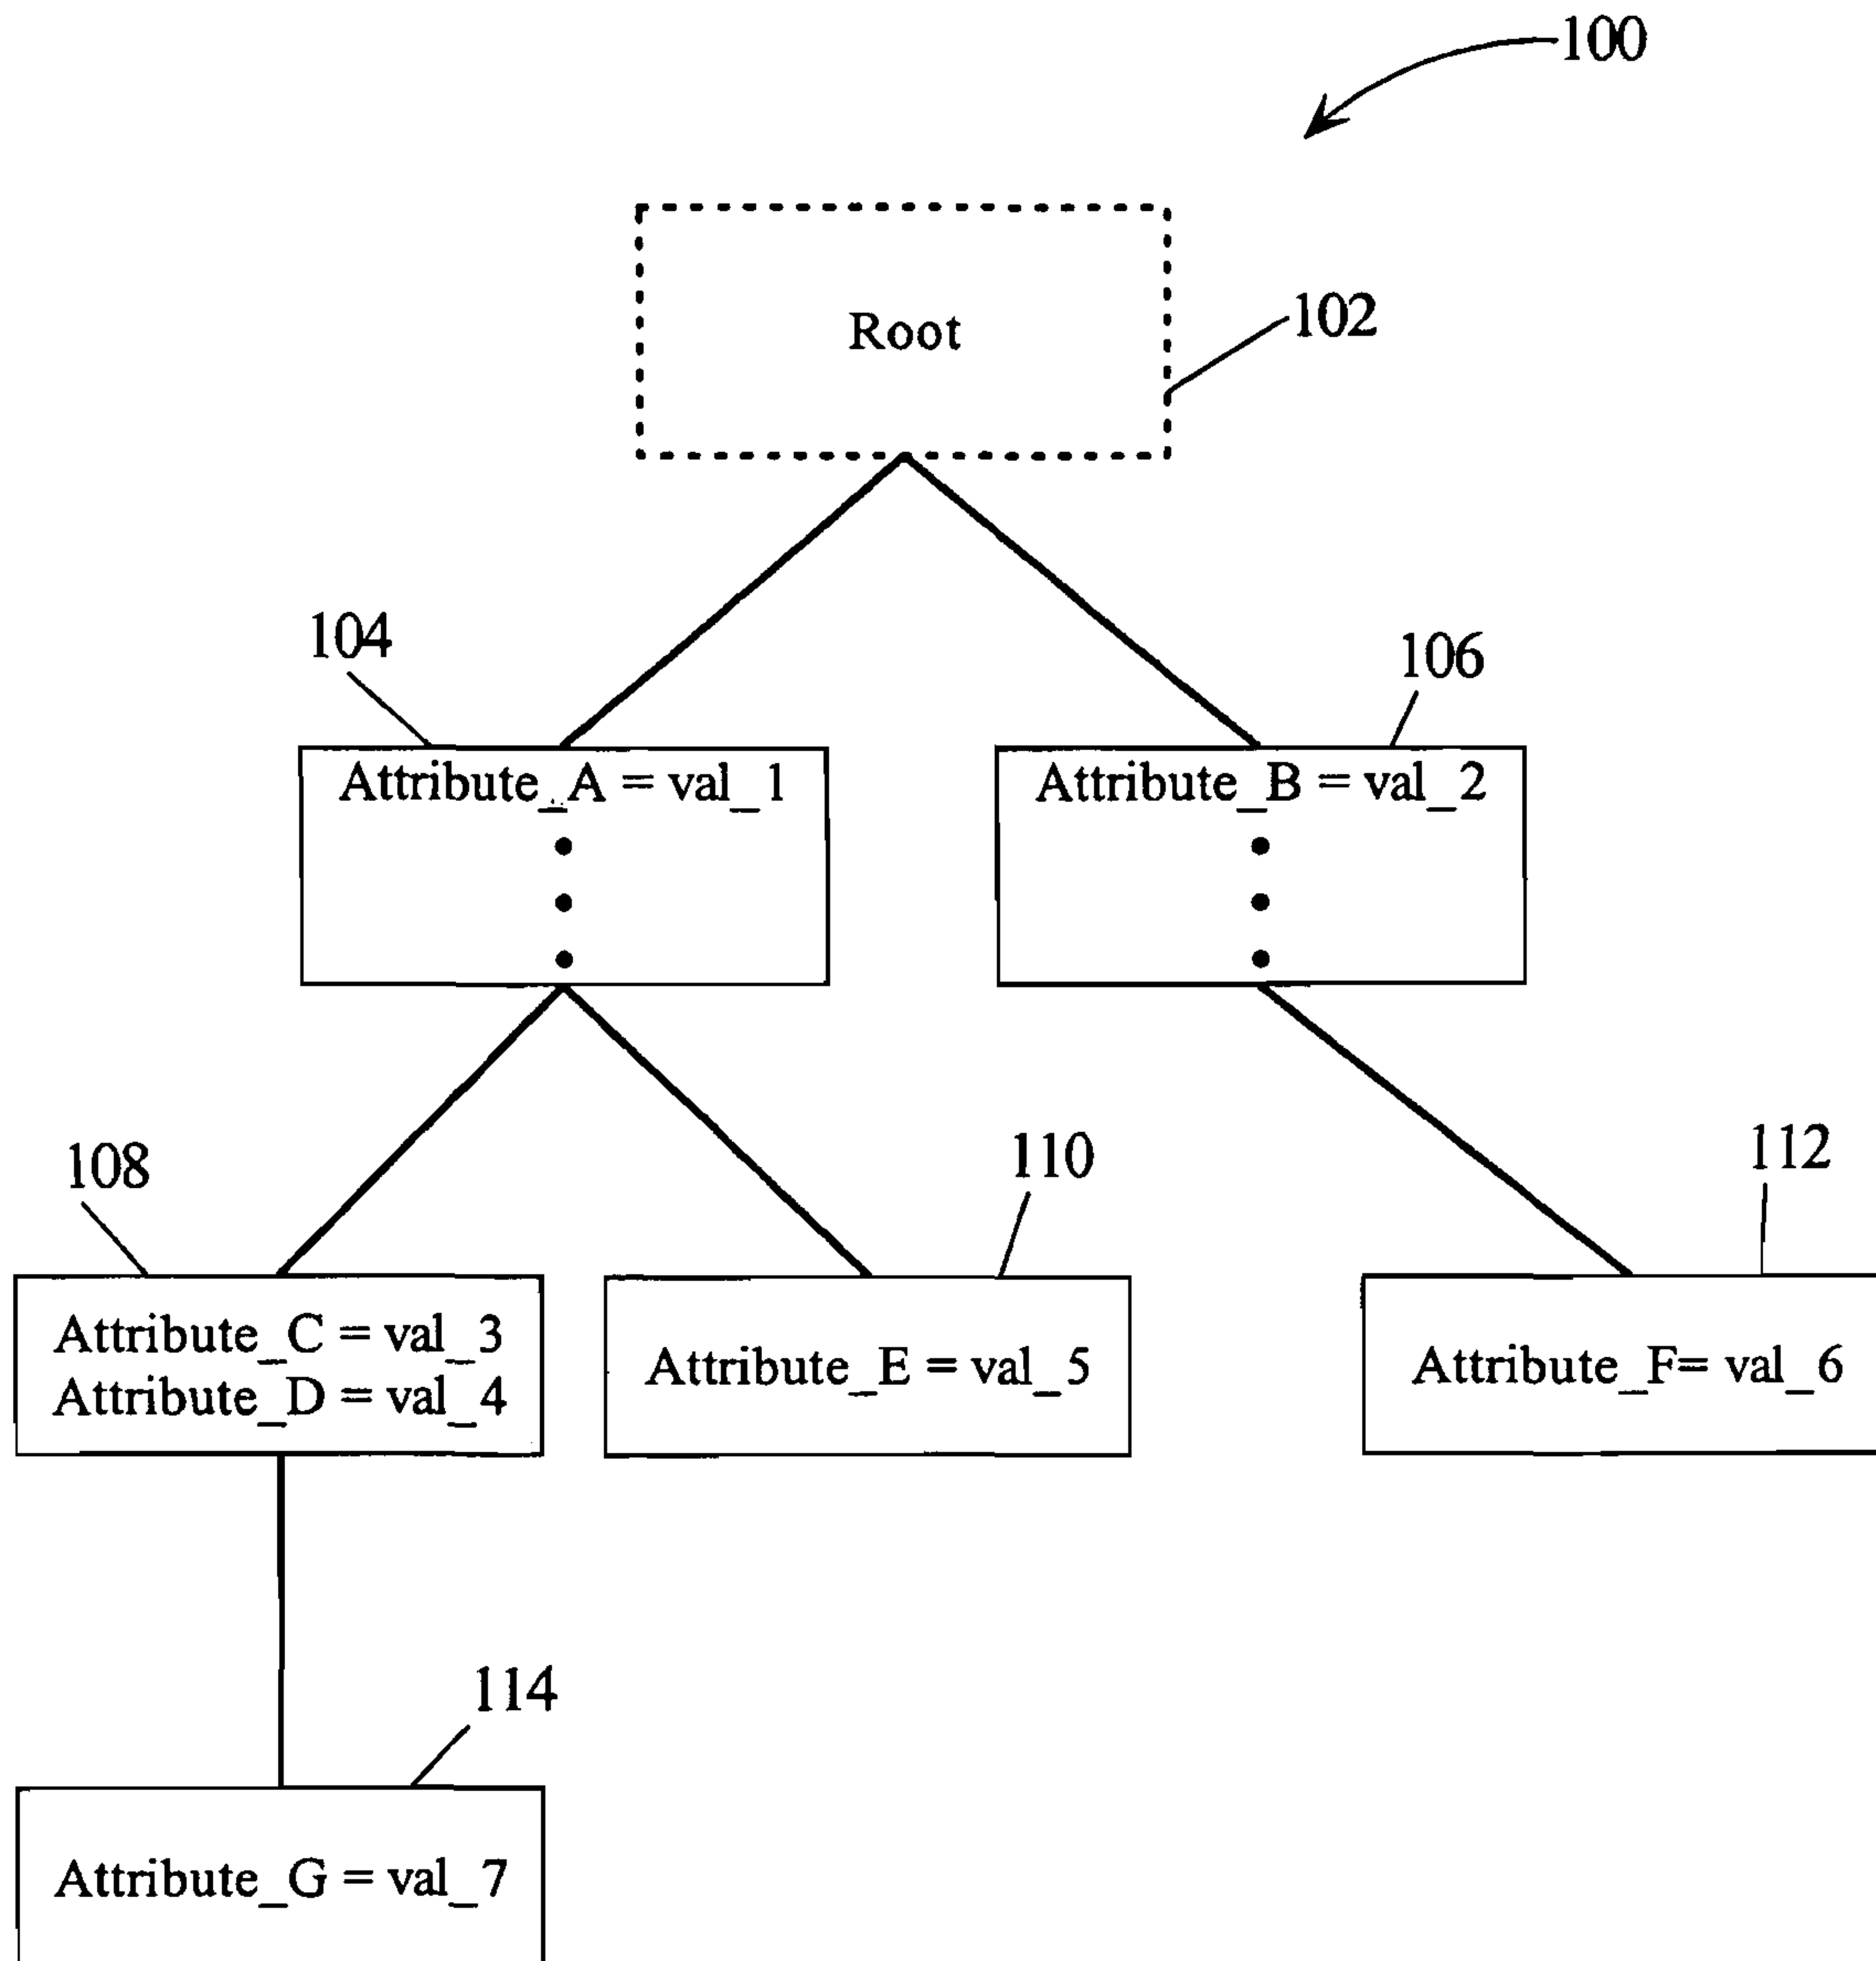 100
Root
102
104
106
Attribute_A = val_1
Attribute_B = val_2
108
110
112
Attribute_C = val_3
Attribute_D = val_4
Attribute_E = val_5
Attribute_F= val_6
114
Attribute_G = val_7